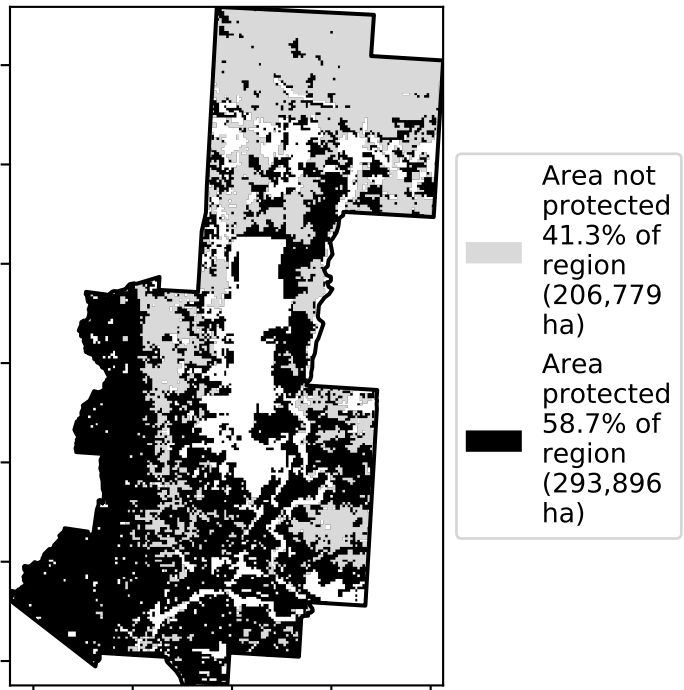 Area not
protected
41.3% of
region
(206,779
ha)
Area
protected
58.7% of
region
(293,896
ha)